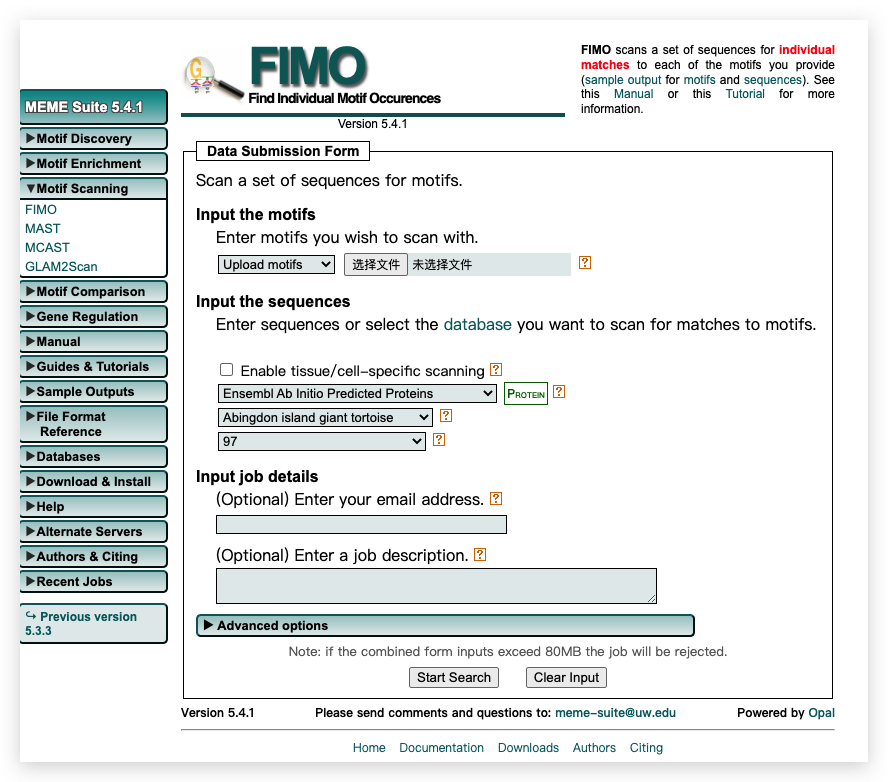 FIMO
Find Individual Motif Occurences
Version 5.4.1
FIMO scans a set of sequences for individual
matches to each of the motifs you provide
(sample output for motifs and sequences). See
this Manual or this Tutorial for more
information.
MEME Suite 5.4.1
▶Motif Discovery
▶Motif Enrichment
▼Motif Scanning
FIMO
MAST
MCAST
GLAM2Scan
▶Motif Comparison
▶Gene Regulation
▶Manual
▶Guides & Tutorials
▶Sample Outputs
▶File Format
Reference
▶Databases
▶Download & Install
▶Help
▶Alternate Servers
▶Authors & Citing
▶Recent Jobs
↪ Previous version
5.3.3
Data Submission Form
Scan a set of sequences for motifs.
Input the motifs
Enter motifs you wish to scan with.
Upload motifs 选择文件 未选择文件 ?
Input the sequences
Enter sequences or select the database you want to scan for matches to motifs.
Enable tissue/cell-specific scanning ?
Ensembl Ab Initio Predicted Proteins PROTEIN ?
Abingdon island giant tortoise ?
97 ?
Input job details
(Optional) Enter your email address. ?
(Optional) Enter a job description. ?
▶ Advanced options
Note: if the combined form inputs exceed 80MB the job will be rejected.
Start Search Clear Input
Version 5.4.1 Please send comments and questions to: meme-suite@uw.edu Powered by Opal
Home Documentation Downloads Authors Citing